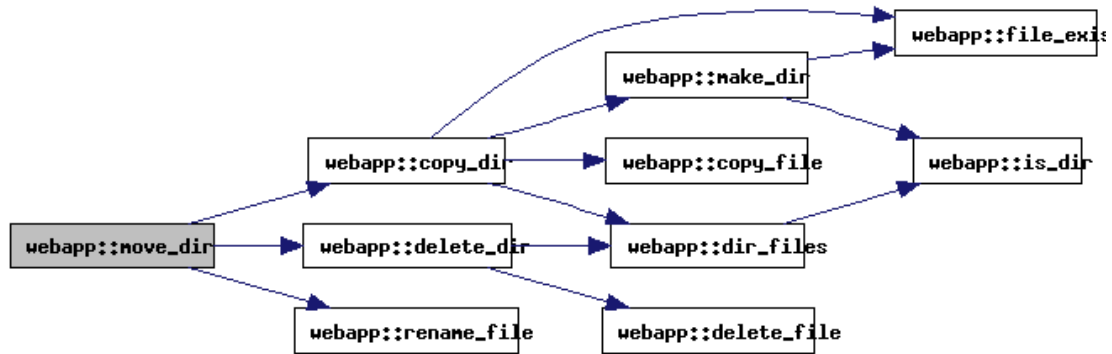 webapp::file_exis
webapp::make_dir
webapp::copy_dir
webapp::copy_file
webapp::is_dir
webapp::move_dir
webapp::delete_dir
webapp::dir_files
webapp::rename_file
webapp::delete_file